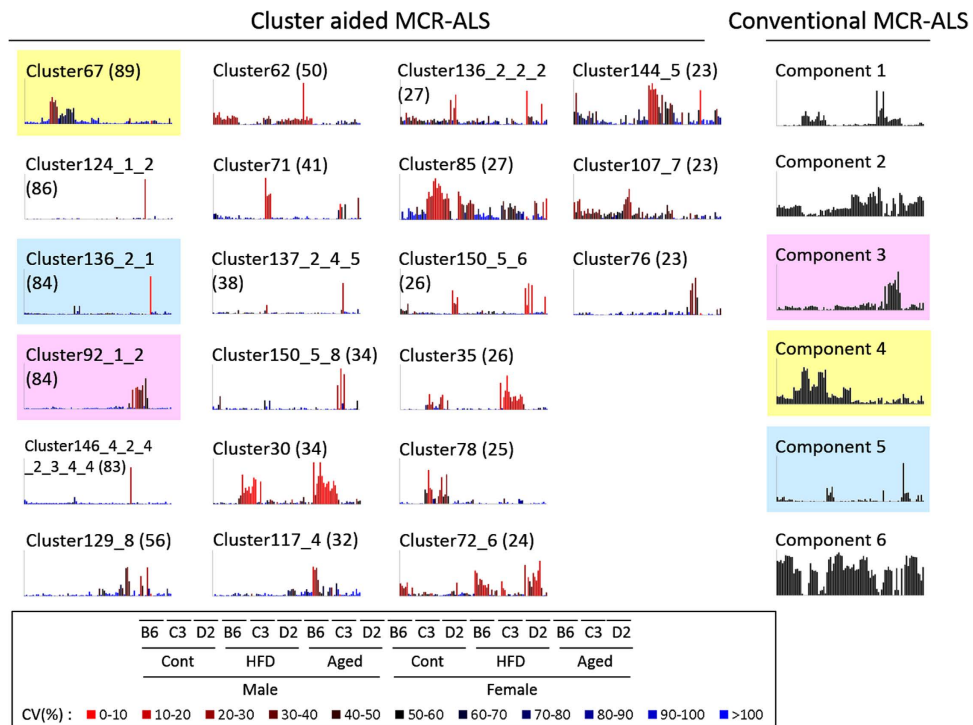 Cluster aided MCR-ALS
Conventional MCR-ALS
Cluster67 (89)
Cluster62 (50)
Cluster136_2_2_2
(27)
Cluster144_5 (23)
Component 1
Cluster124_1_2
(86)
Cluster71 (41)
Cluster85 (27)
Cluster107_7 (23)
Component 2
Cluster136_2_1
(84)
Cluster137_2_4_5
(38)
Cluster150_5_6
(26)
Cluster76 (23)
Component 3
Cluster92_1_2
(84)
Cluster150_5_8 (34)
Cluster35 (26)
Component 4
Cluster146_4_2_4
_2_3_4_4 (83)
Cluster30 (34)
Cluster78 (25)
Component 5
Cluster129_8 (56)
Cluster117_4 (32)
Cluster72_6 (24)
Component 6
B6 C3 D2 B6 C3 D2 B6 C3 D2 B6 C3 D2 B6 C3 D2 B6 C3 D2
Cont HFD Aged Cont HFD Aged
Male Female
CV(%) : 0-10 10-20 20-30 30-40 40-50 50-60 60-70 70-80 80-90 90-100 >100